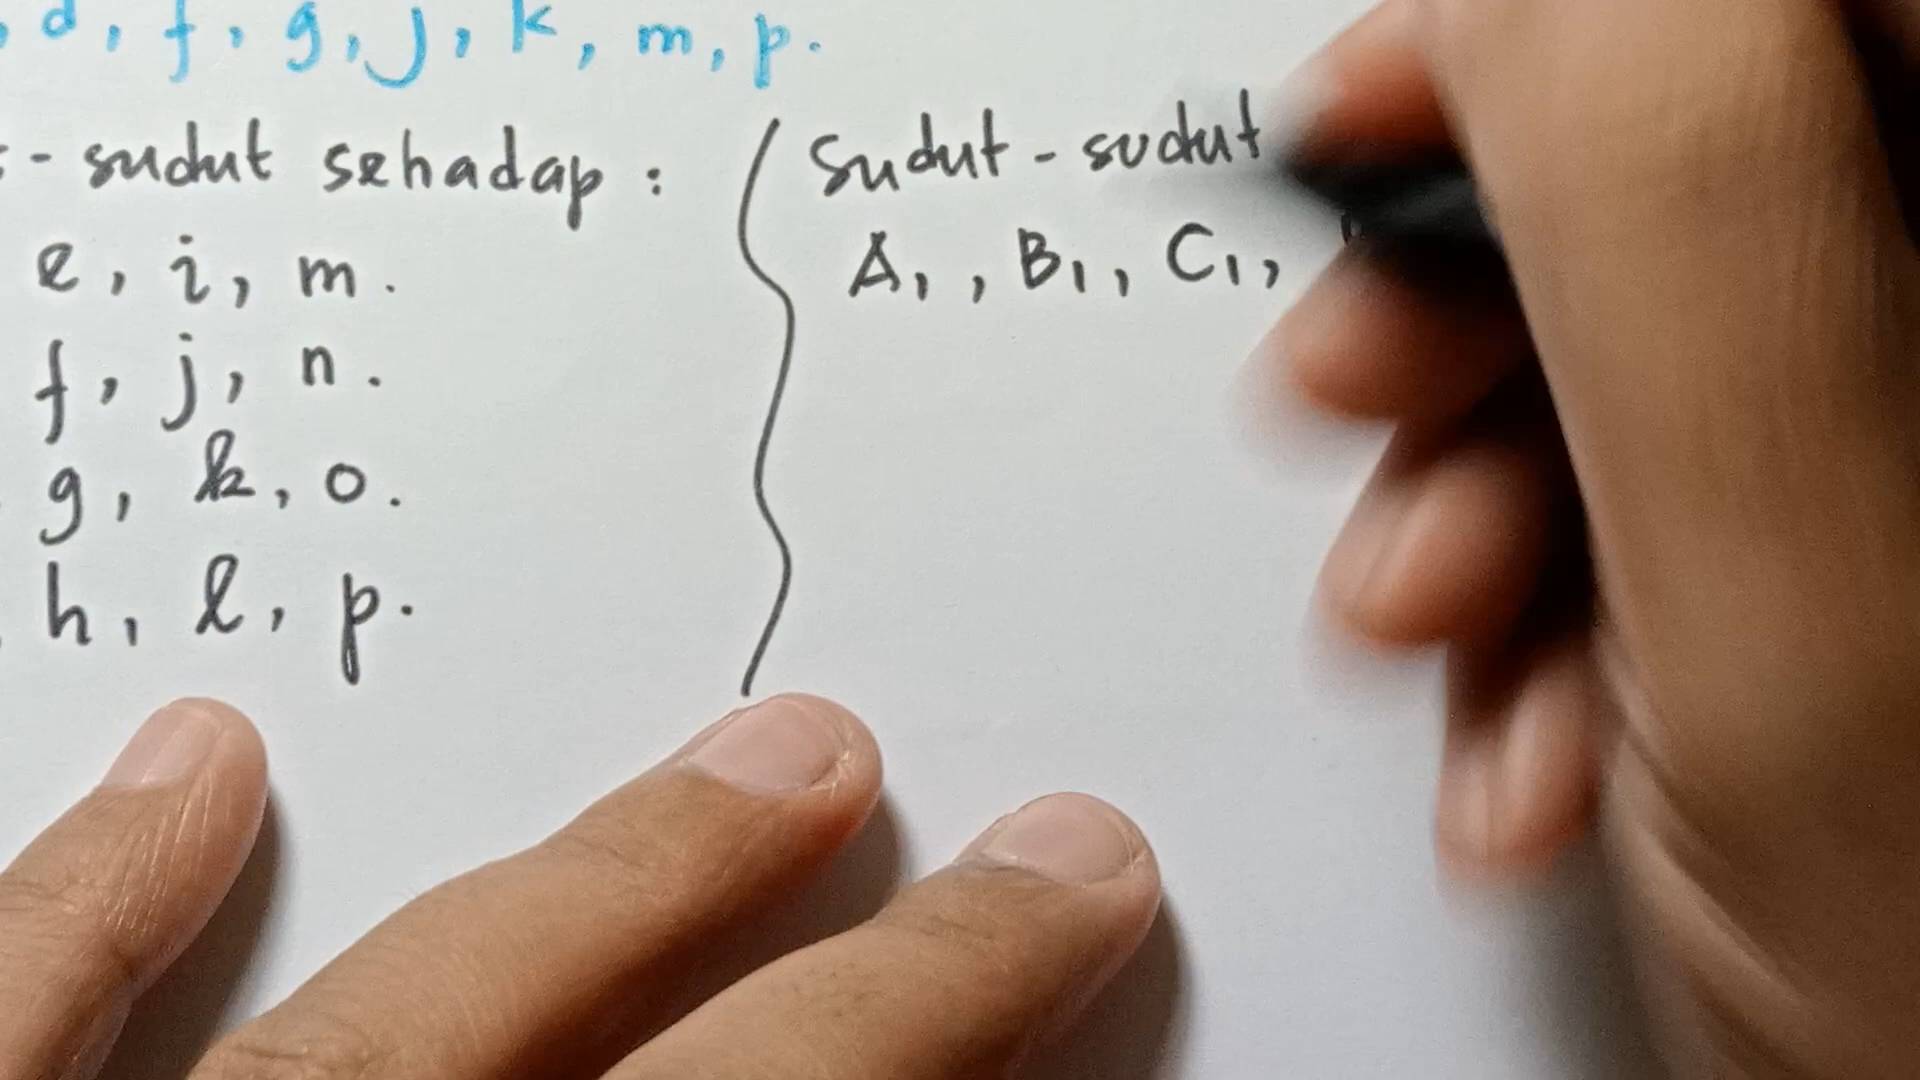 , d, f, g, j, k, m, p.
- sudut sehadap :
e, i, m.
f, j, n.
g, k, o.
h, l, p.
Sudut - sudut
A1, B1, C1,